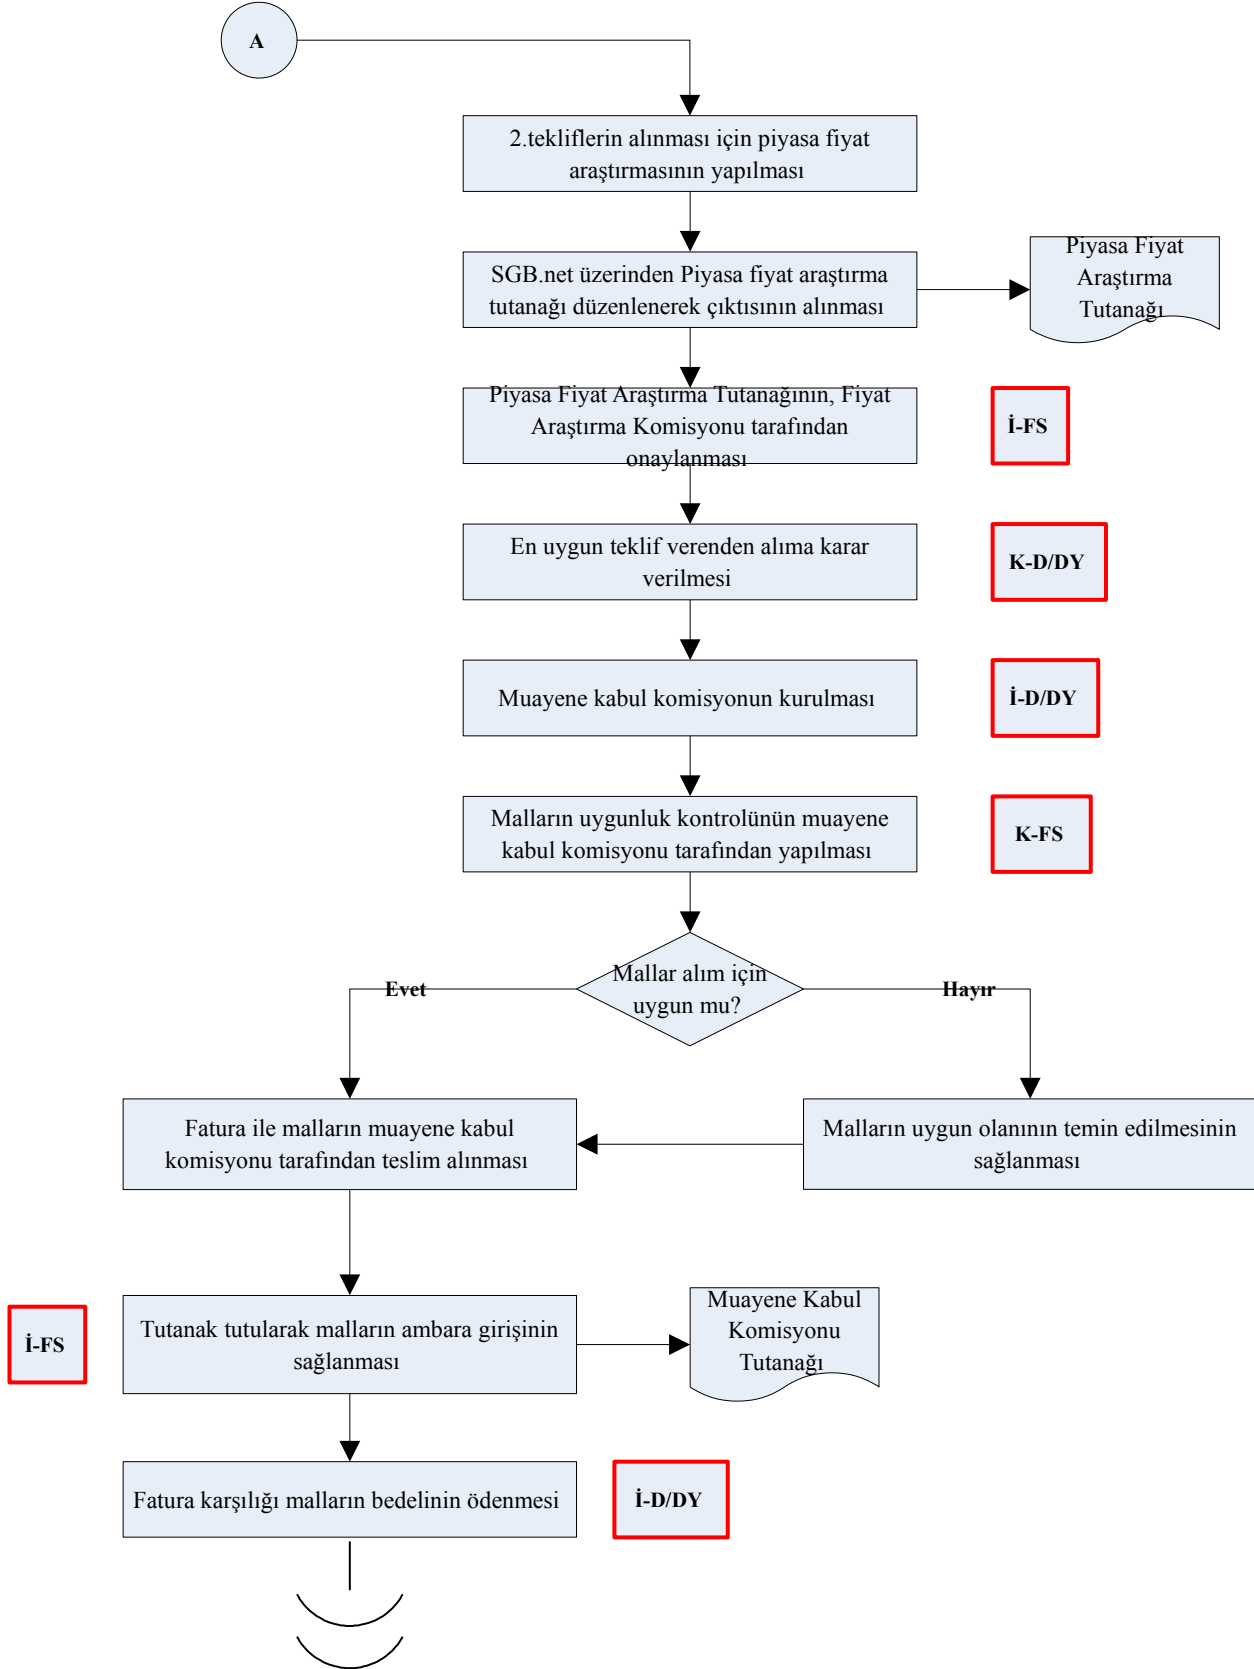 A
2.tekliflerin alınması için piyasa fiyat
araştırmasının yapılması
SGB.net üzerinden Piyasa fiyat araştırma
tutanağı düzenlenerek çıktısının alınması
Piyasa Fiyat
Araştırma
Tutanağı
Piyasa Fiyat Araştırma Tutanağının, Fiyat
Araştırma Komisyonu tarafından
onaylanması
İ-FS
En uygun teklif verenden alıma karar
verilmesi
K-D/DY
Muayene kabul komisyonun kurulması
İ-D/DY
Malların uygunluk kontrolünün muayene
kabul komisyonu tarafından yapılması
K-FS
Mallar alım için
uygun mu?
Evet
Hayır
Fatura ile malların muayene kabul
komisyonu tarafından teslim alınması
Malların uygun olanının temin edilmesinin
sağlanması
İ-FS
Tutanak tutularak malların ambara girişinin
sağlanması
Muayene Kabul
Komisyonu
Tutanağı
Fatura karşılığı malların bedelinin ödenmesi
İ-D/DY